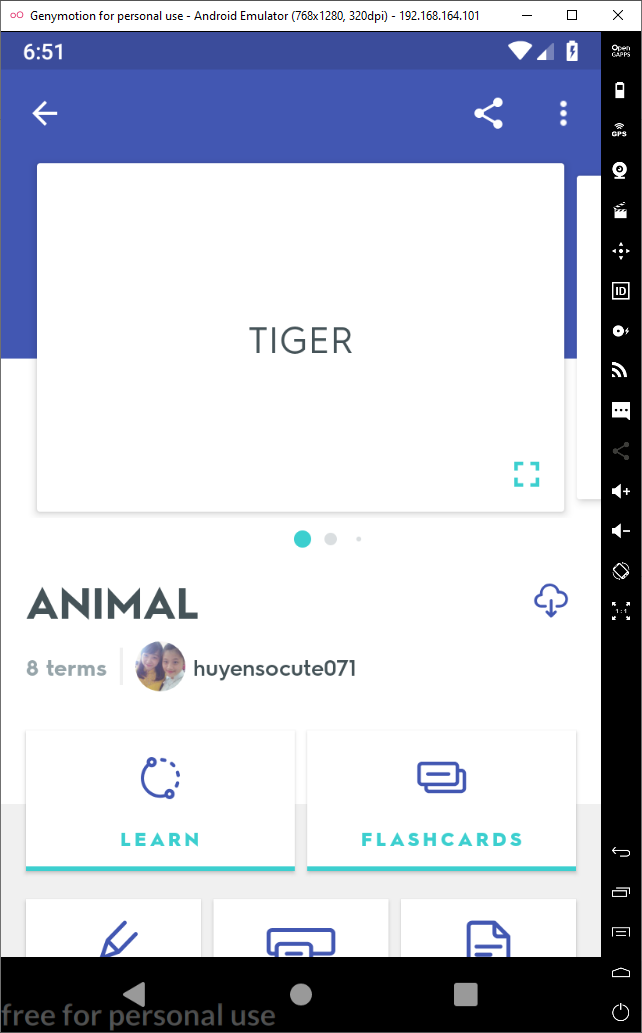 Genymotion for personal use - Android Emulator (768x1280, 320dpi) - 192.168.164.101
6:51
Open
GAPPS
GPS
ID
TIGER
1:1
ANIMAL
8 terms
huyensocute071
LEARN
FLASHCARDS
free for personal use